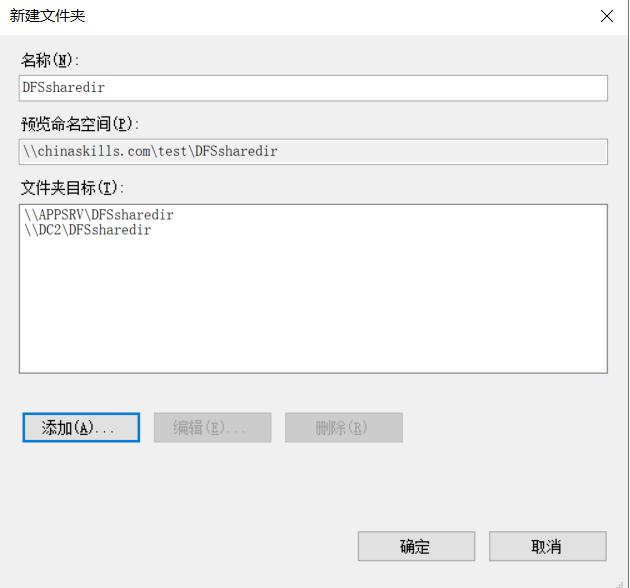 新建文件夹
名称(N):
DFSsharedir
预览命名空间(P):
\\chinaskills.com\test\DFSsharedir
文件夹目标(T):
\\APPSRV\DFSsharedir
\\DC2\DFSsharedir
添加(A)... 编辑(E)... 删除(R)
确定 取消